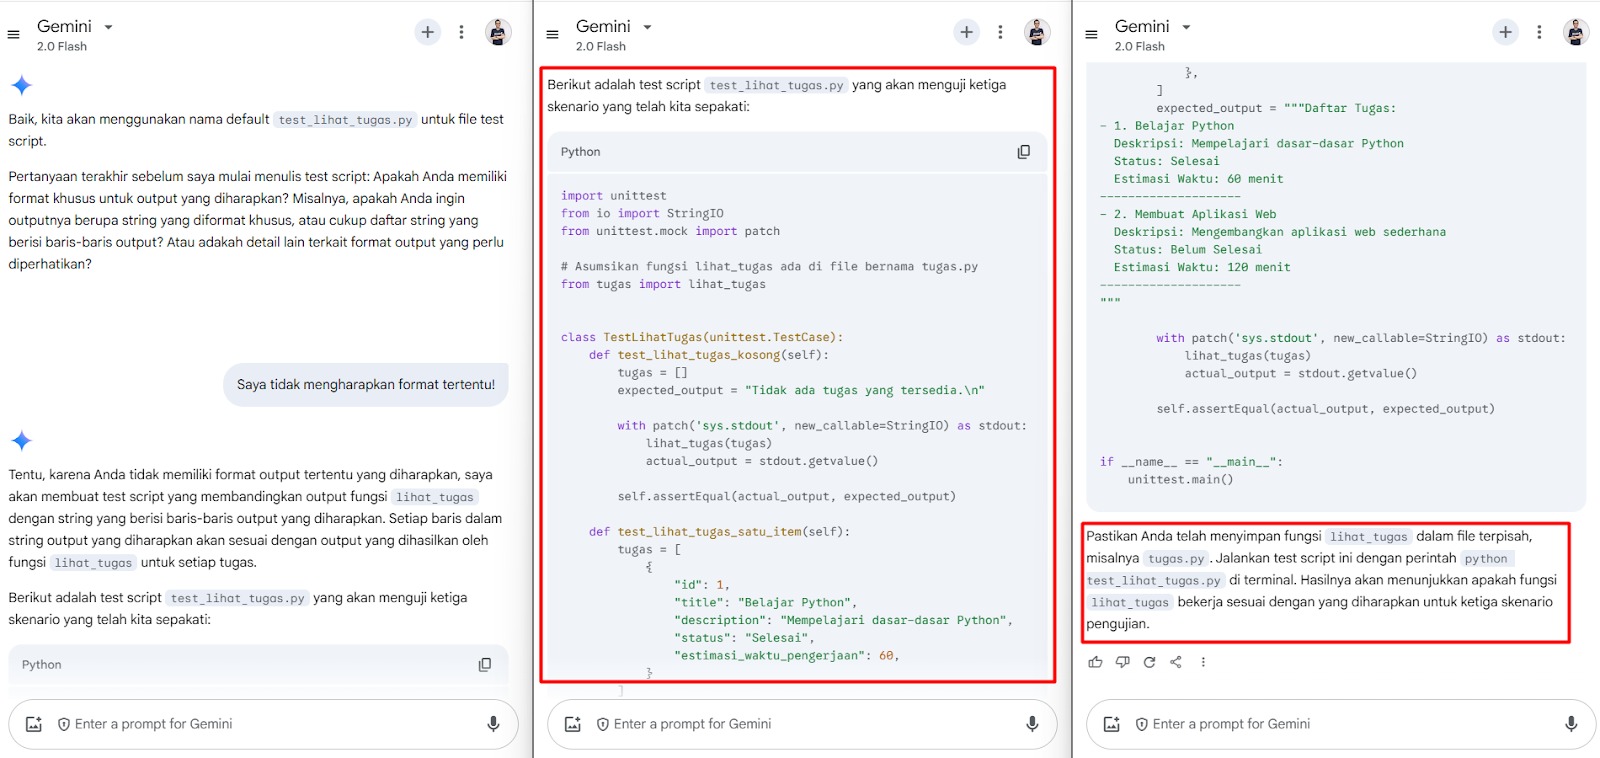 Gemini
2.0 Flash
Baik, kita akan menggunakan nama default test_lihat_tugas.py untuk file test
script.
Pertanyaan terakhir sebelum saya mulai menulis test script: Apakah Anda memiliki
format khusus untuk output yang diharapkan? Misalnya, apakah Anda ingin
outputnya berupa string yang diformat khusus, atau cukup daftar string yang
berisi baris-baris output? Atau adakah detail lain terkait format output yang perlu
diperhatikan?
Saya tidak mengharapkan format tertentu!
Tentu, karena Anda tidak memiliki format output tertentu yang diharapkan, saya
akan membuat test script yang membandingkan output fungsi lihat_tugas
dengan string yang berisi baris-baris output yang diharapkan. Setiap baris dalam
string output yang diharapkan akan sesuai dengan output yang dihasilkan oleh
fungsi lihat_tugas untuk setiap tugas.
Berikut adalah test script test_lihat_tugas.py yang akan menguji ketiga
skenario yang telah kita sepakati:
Python
Enter a prompt for Gemini
Gemini
2.0 Flash
Berikut adalah test script test_lihat_tugas.py yang akan menguji ketiga
skenario yang telah kita sepakati:
Python
import unittest
from io import StringIO
from unittest.mock import patch
# Asumsikan fungsi lihat_tugas ada di file bernama tugas.py
from tugas import lihat_tugas
class TestLihatTugas(unittest.TestCase):
def test_lihat_tugas_kosong(self):
tugas = []
expected_output = "Tidak ada tugas yang tersedia.\n"
with patch('sys.stdout', new_callable=StringIO) as stdout:
lihat_tugas(tugas)
actual_output = stdout.getvalue()
self.assertEqual(actual_output, expected_output)
def test_lihat_tugas_satu_item(self):
tugas = [
{
"id": 1,
"title": "Belajar Python",
"description": "Mempelajari dasar-dasar Python",
"status": "Selesai",
"estimasi_waktu_pengerjaan": 60,
}
]
Enter a prompt for Gemini
Gemini
2.0 Flash
},
]
expected_output = """Daftar Tugas:
- 1. Belajar Python
Deskripsi: Mempelajari dasar-dasar Python
Status: Selesai
Estimasi Waktu: 60 menit
--------------------
- 2. Membuat Aplikasi Web
Deskripsi: Mengembangkan aplikasi web sederhana
Status: Belum Selesai
Estimasi Waktu: 120 menit
--------------------
"""
with patch('sys.stdout', new_callable=StringIO) as stdout:
lihat_tugas(tugas)
actual_output = stdout.getvalue()
self.assertEqual(actual_output, expected_output)
if __name__ == "__main__":
unittest.main()
Pastikan Anda telah menyimpan fungsi lihat_tugas dalam file terpisah,
misalnya tugas.py. Jalankan test script ini dengan perintah python
test_lihat_tugas.py di terminal. Hasilnya akan menunjukkan apakah fungsi
lihat_tugas bekerja sesuai dengan yang diharapkan untuk ketiga skenario
pengujian.
Enter a prompt for Gemini